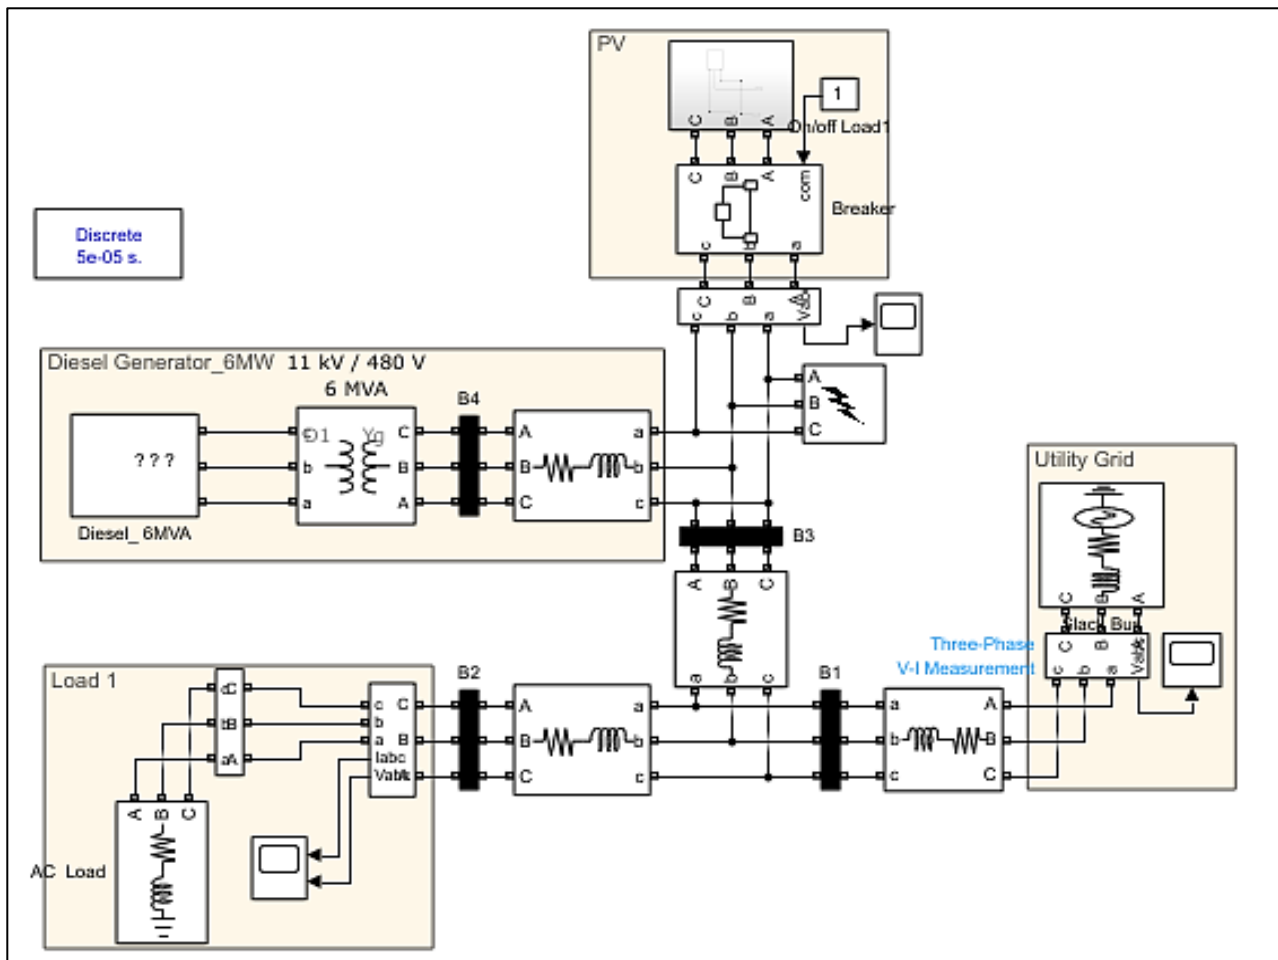 PV
C B A
1
On/off Load1
C B A com
Breaker
c b a
C B A Vabc
c b a
Discrete
5e-05 s.
Diesel Generator_6MW 11 kV / 480 V
6 MVA
B4
A
B
C
? ? ?
Diesel_ 6MVA
b
a
D1 Yg
C
B
A
A
B
C
a
b
c
B3
A B C
a b c
Utility Grid
C B A
C B A Vabc
c b a
Three-Phase
V-I Measurement
Load 1
cC
bB
aA
c
b
a
Iabc
Vabc
C
B
A
B2
A
B
C
a
b
c
B1
a
b
c
A
B
C
A B C
AC Load